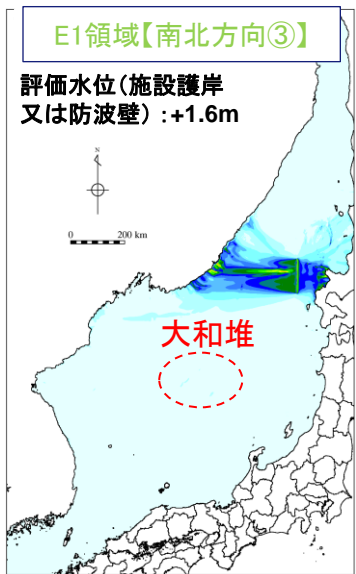 E1領域【南北方向③】
評価水位(施設護岸
又は防波壁):+1.6m
N
0 200 km
大和堆